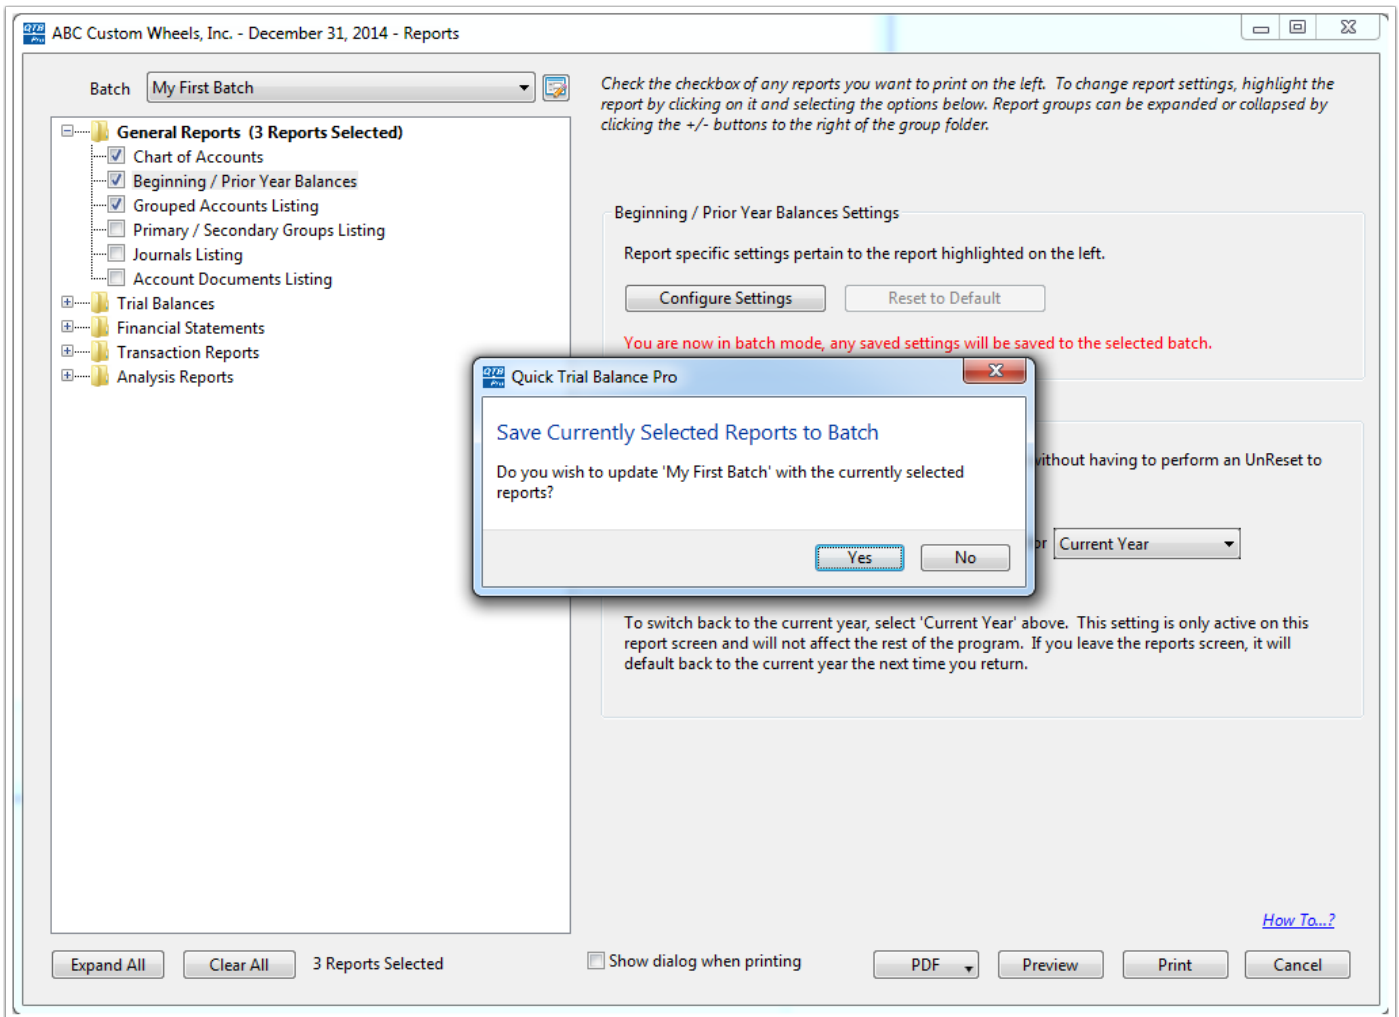 QTB Pro
ABC Custom Wheels, Inc. - December 31, 2014 - Reports
Batch
My First Batch
General Reports (3 Reports Selected)
Chart of Accounts
Beginning / Prior Year Balances
Grouped Accounts Listing
Primary / Secondary Groups Listing
Journals Listing
Account Documents Listing
Trial Balances
Financial Statements
Transaction Reports
Analysis Reports
Check the checkbox of any reports you want to print on the left. To change report settings, highlight the
report by clicking on it and selecting the options below. Report groups can be expanded or collapsed by
clicking the +/- buttons to the right of the group folder.
Beginning / Prior Year Balances Settings
Report specific settings pertain to the report highlighted on the left.
Configure Settings
Reset to Default
You are now in batch mode, any saved settings will be saved to the selected batch.
QTB Pro
Quick Trial Balance Pro
Save Currently Selected Reports to Batch
Do you wish to update 'My First Batch' with the currently selected
reports?
Yes
No
without having to perform an UnReset to
or
Current Year
To switch back to the current year, select 'Current Year' above. This setting is only active on this
report screen and will not affect the rest of the program. If you leave the reports screen, it will
default back to the current year the next time you return.
How To...?
Expand All
Clear All
3 Reports Selected
Show dialog when printing
PDF
Preview
Print
Cancel